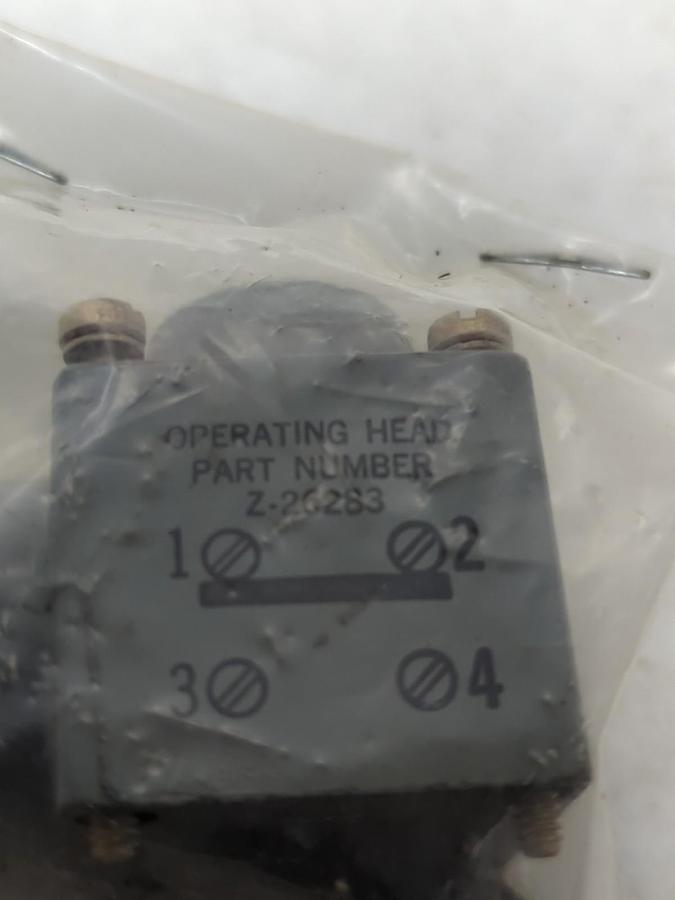 OPERATING HEAD
PART NUMBER
Z-26283
1 2
3 4